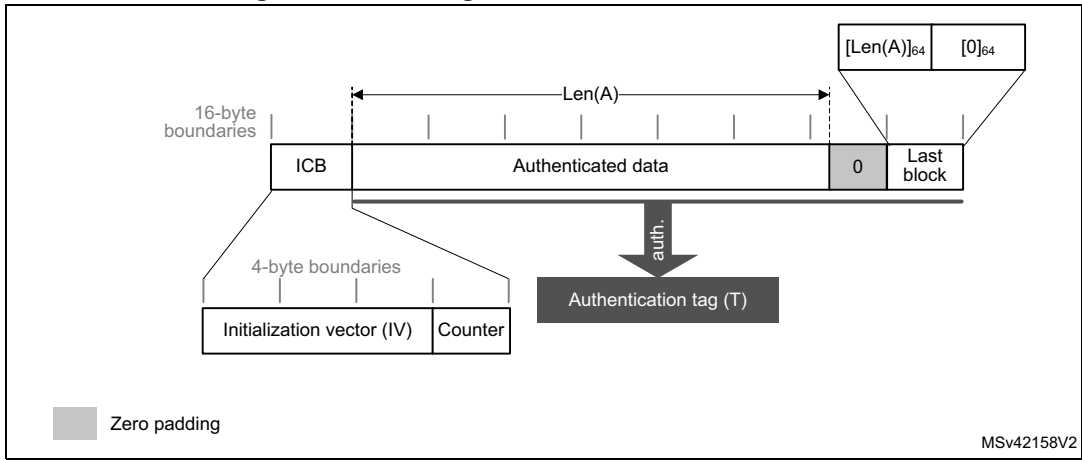 [Len(A)]₆₄ [0]₆₄
Len(A)
16-byte
boundaries
ICB
Authenticated data
0
Last
block
auth.
4-byte boundaries
Authentication tag (T)
Initialization vector (IV)
Counter
Zero padding
MSv42158V2